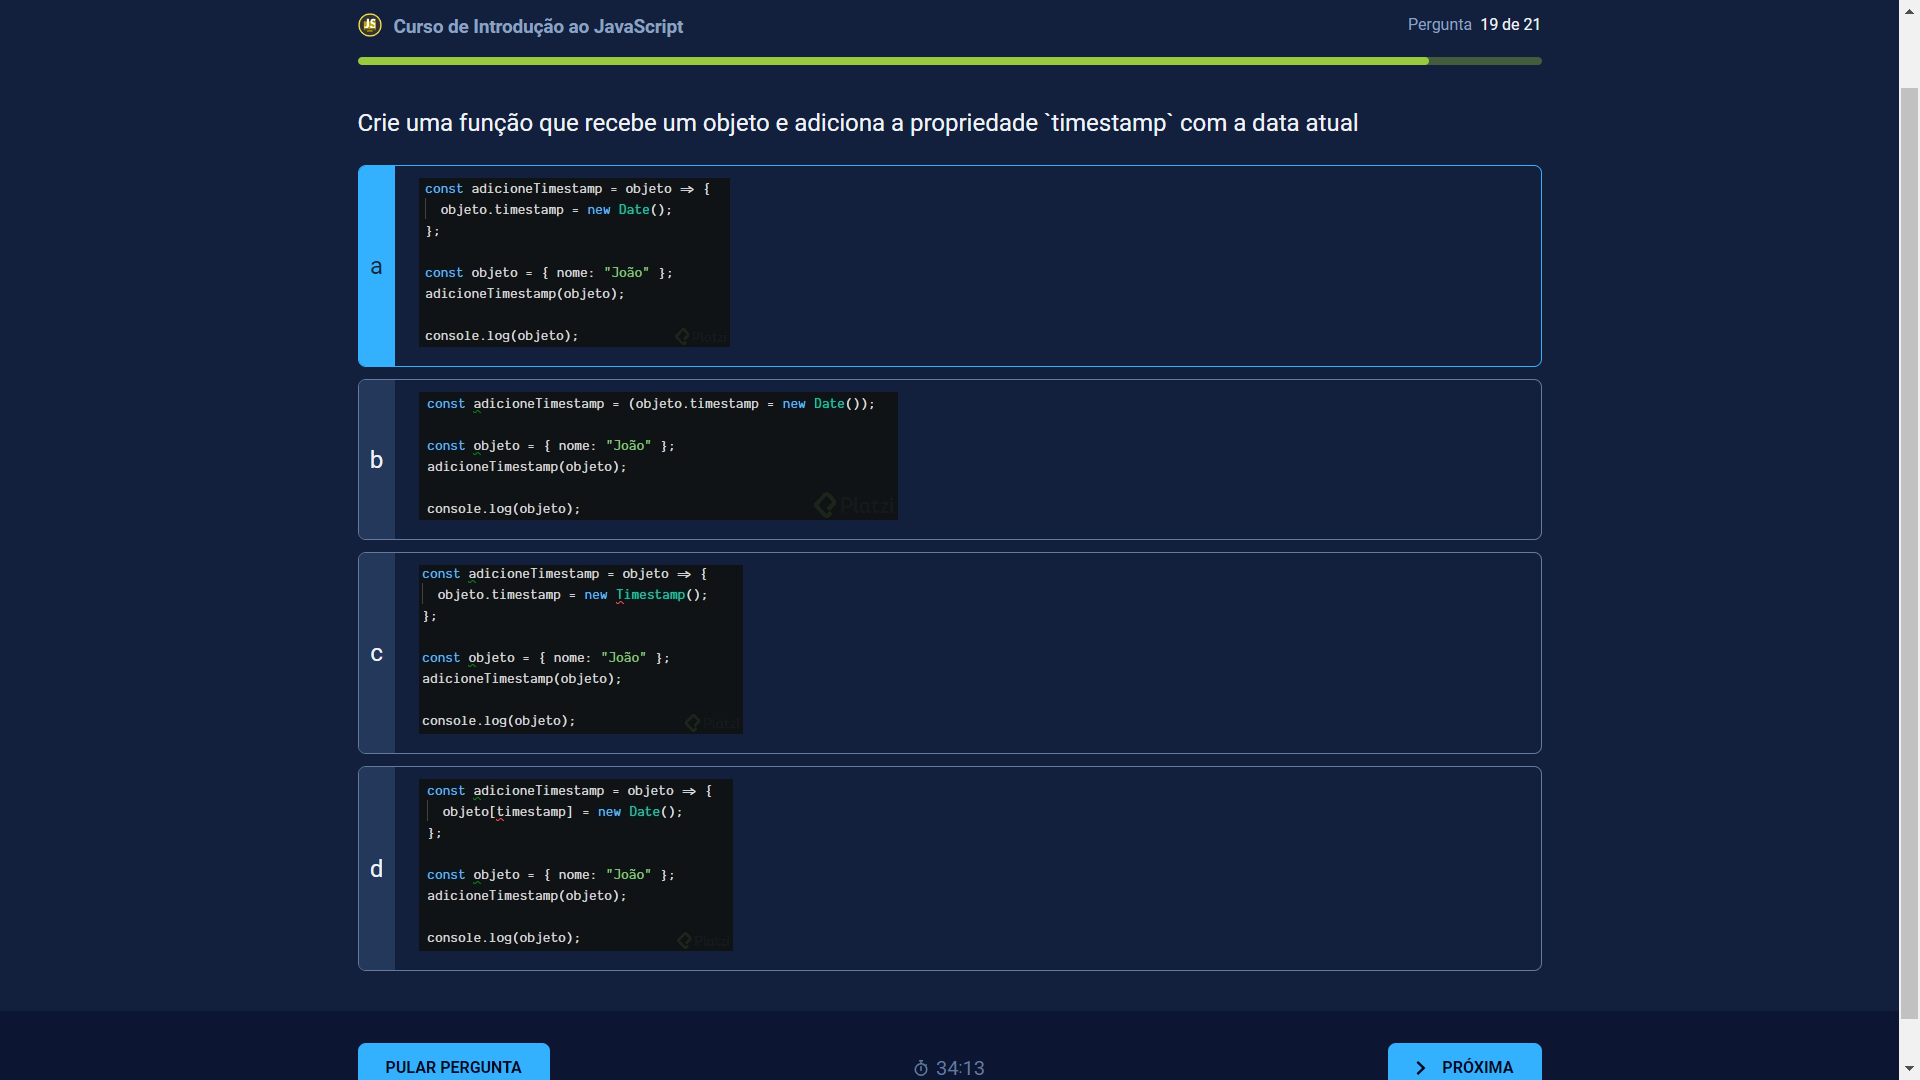 JS
Curso de Introdução ao JavaScript
Pergunta 19 de 21
Crie uma função que recebe um objeto e adiciona a propriedade `timestamp` com a data atual
a
const adicioneTimestamp = objeto => {
objeto.timestamp = new Date();
};
const objeto = { nome: "João" };
adicioneTimestamp(objeto);
console.log(objeto);
Platzi
b
const adicioneTimestamp = (objeto.timestamp = new Date());
const objeto = { nome: "João" };
adicioneTimestamp(objeto);
console.log(objeto);
Platzi
c
const adicioneTimestamp = objeto => {
objeto.timestamp = new Timestamp();
};
const objeto = { nome: "João" };
adicioneTimestamp(objeto);
console.log(objeto);
Platzi
d
const adicioneTimestamp = objeto => {
objeto[timestamp] = new Date();
};
const objeto = { nome: "João" };
adicioneTimestamp(objeto);
console.log(objeto);
Platzi
PULAR PERGUNTA
34:13
PRÓXIMA